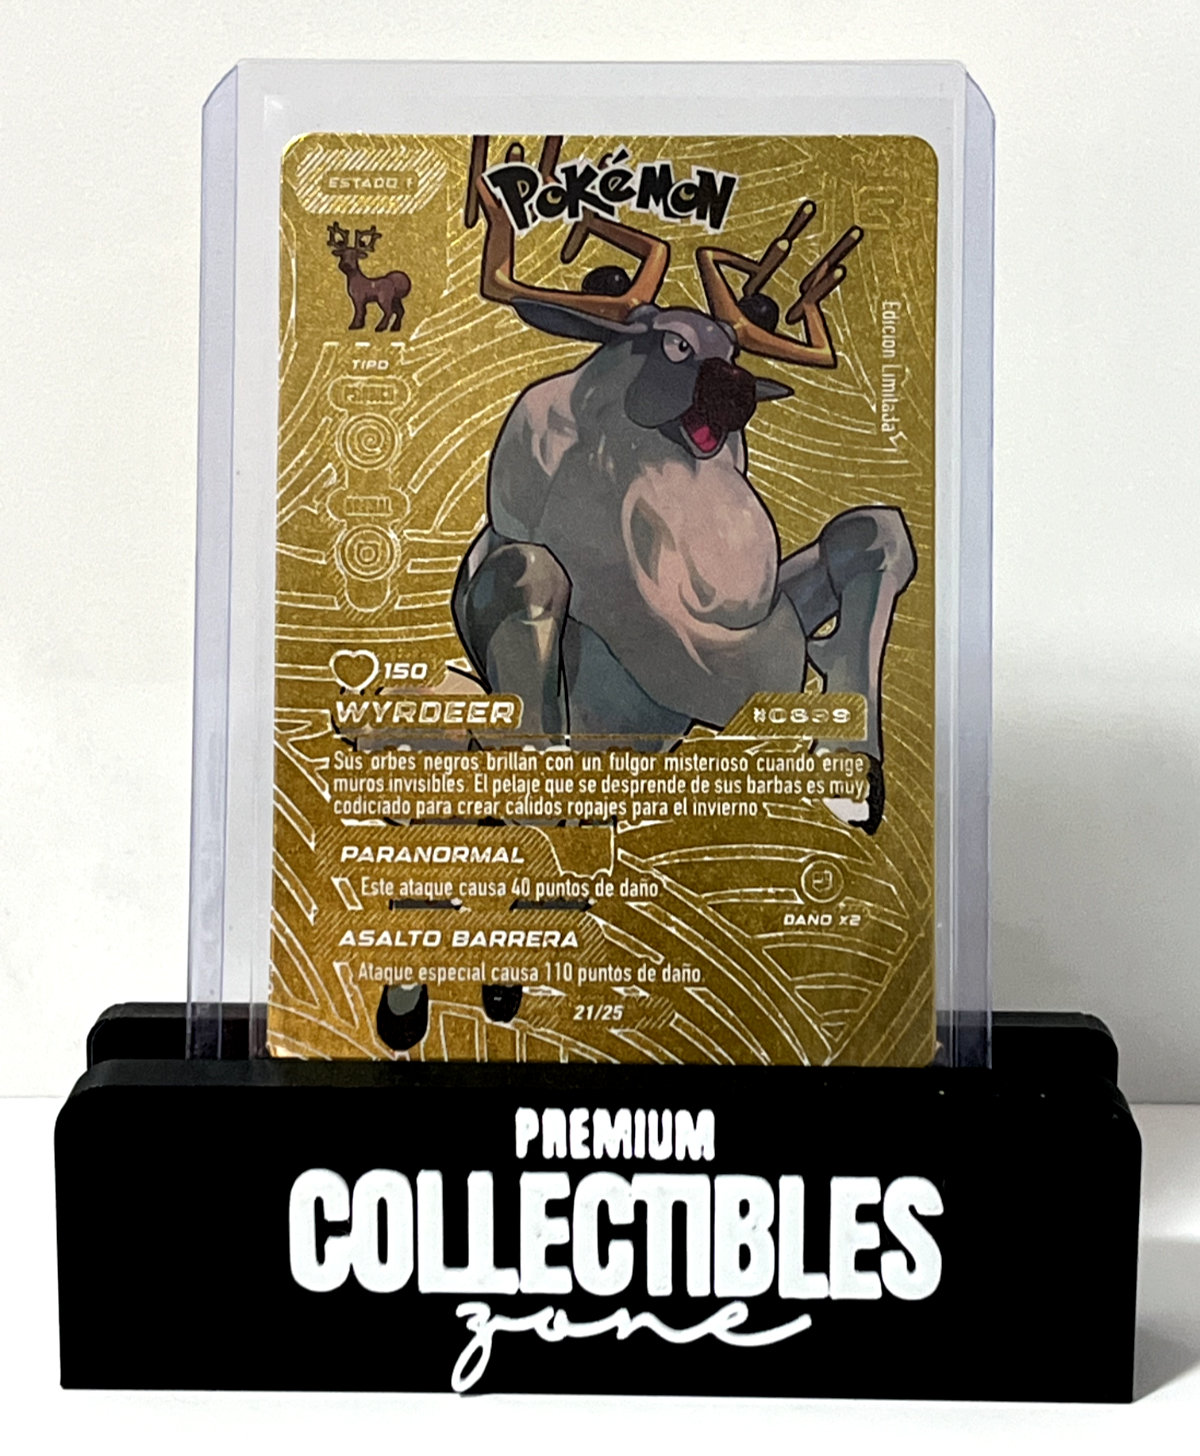 ESTADO 1
POKéMON
Edicion Limitada
TIPO
PSIQUICA
NORMAL
150
WYRDEER
#0899
Sus orbes negros brillan con un fulgor misterioso cuando erige
muros invisibles. El pelaje que se desprende de sus barbas es muy
codiciado para crear cálidos ropajes para el invierno
PARANORMAL
Este ataque causa 40 puntos de daño
DAÑO x2
ASALTO BARRERA
Ataque especial causa 110 puntos de daño.
21/25
PREMIUM
COLLECTIBLES
zone